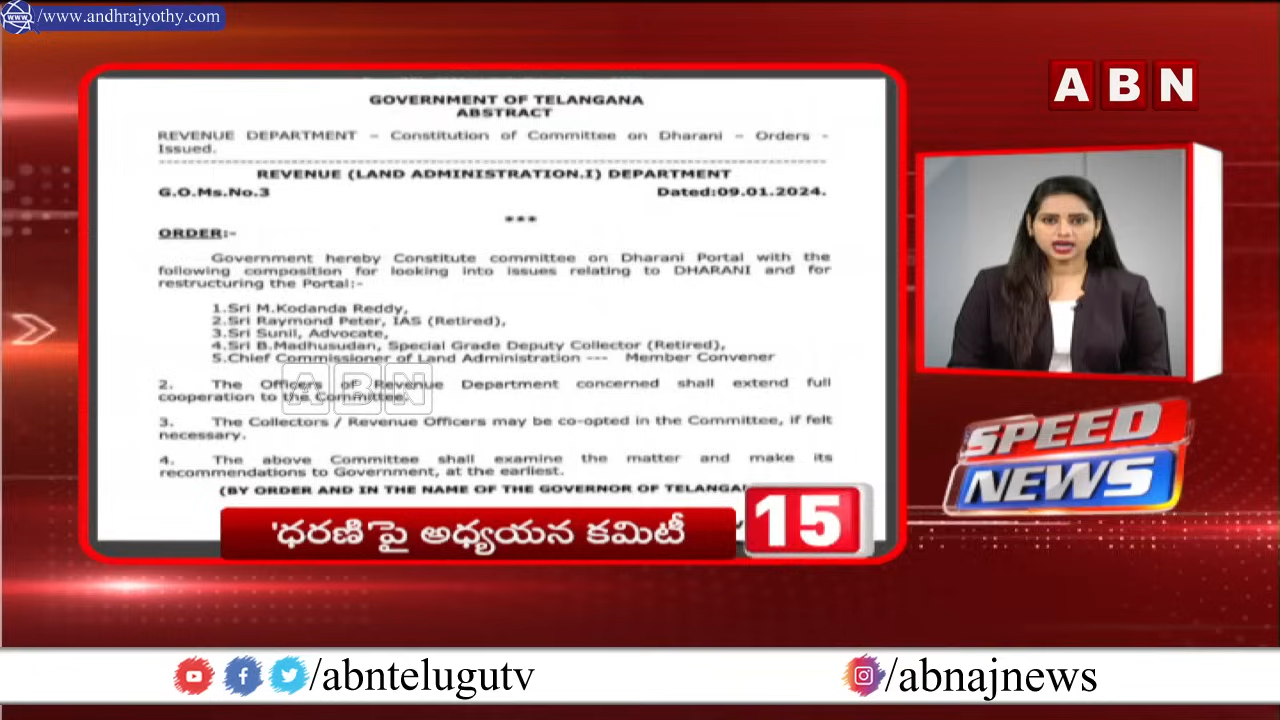 https://www.andhrajyothy.com
ABN
GOVERNMENT OF TELANGANA
ABSTRACT
REVENUE DEPARTMENT – Constitution of Committee on Dharani – Orders -
Issued.
REVENUE (LAND ADMINISTRATION.I) DEPARTMENT
G.O.Ms.No.3 Dated:09.01.2024.
***
ORDER:-
Government hereby Constitute committee on Dharani Portal with the
following composition for looking into issues relating to DHARANI and for
restructuring the Portal:-
1.Sri M.Kodanda Reddy,
2.Sri Raymond Peter, IAS (Retired),
3.Sri Sunil, Advocate,
4.Sri B.Madhusudan, Special Grade Deputy Collector (Retired),
5.Chief Commissioner of Land Administration --- Member Convener
2. The Officers of Revenue Department concerned shall extend full
cooperation to the Committee.
ABN
3. The Collectors / Revenue Officers may be co-opted in the Committee, if felt
necessary.
4. The above Committee shall examine the matter and make its
recommendations to Government, at the earliest.
(BY ORDER AND IN THE NAME OF THE GOVERNOR OF
'ధరణి'పై అధ్యయన కమిటీ
15
SPEED
NEWS
/abntelugutv
/abnajnews